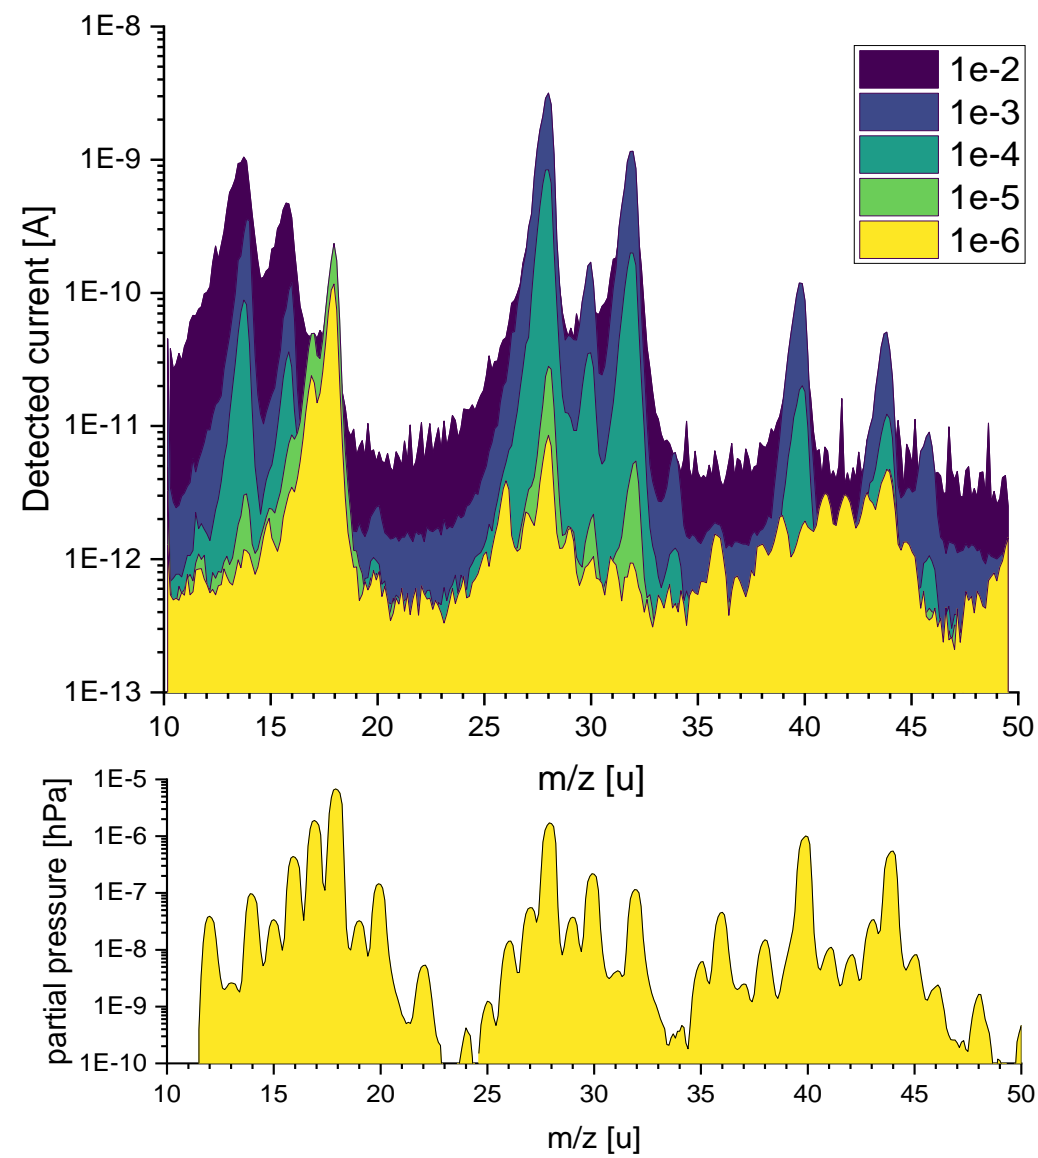 1E-8
1E-9
1E-10
1E-11
1E-12
1E-13
Detected current [A]
1e-2
1e-3
1e-4
1e-5
1e-6
10 15 20 25 30 35 40 45 50
m/z [u]
1E-5
1E-6
1E-7
1E-8
1E-9
1E-10
partial pressure [hPa]
10 15 20 25 30 35 40 45 50
m/z [u]